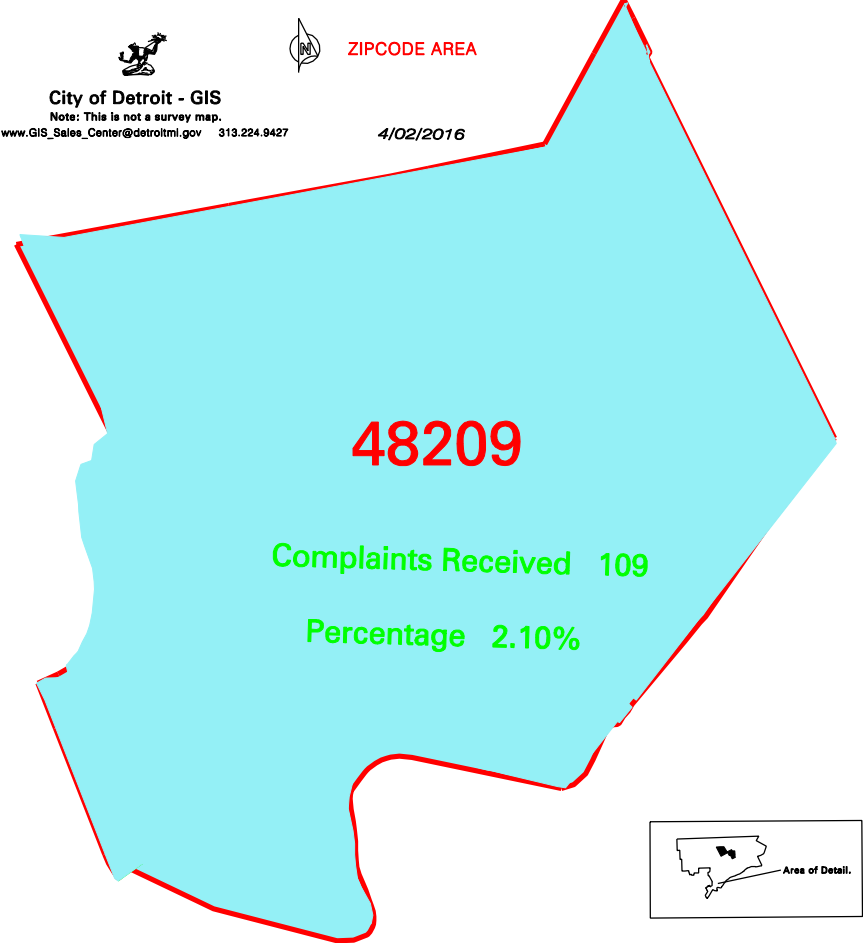 N
ZIPCODE AREA
City of Detroit - GIS
Note: This is not a survey map.
www.GIS_Sales_Center@detroitmi.gov 313.224.9427
4/02/2016
48209
Complaints Received 109
Percentage 2.10%
Area of Detail.